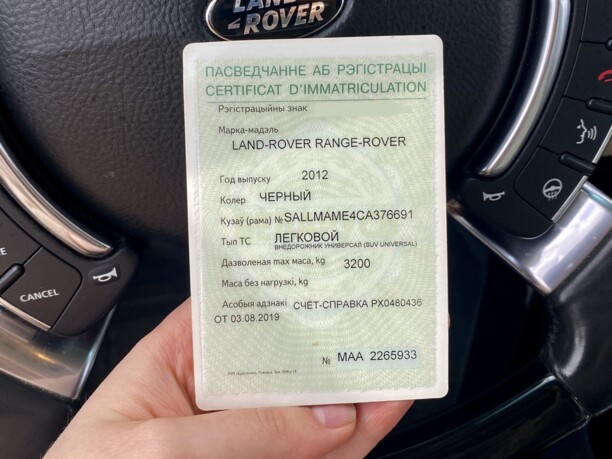 LAND
-ROVER
ПАСВЕДЧАННЕ АБ РЭГІСТРАЦЫІ
CERTIFICAT D'IMMATRICULATION
Рэгістрацыйны знак
Марка-мадэль
LAND-ROVER RANGE-ROVER
Год выпуску 2012
Колер ЧЕРНЫЙ
Кузаў (рама) № SALLMAME4CA376691
Тып ТС ЛЕГКОВОЙ
ВНЕДОРОЖНИК УНИВЕРСАЛ (SUV UNIVERSAL)
Дазволеная max маса, kg 3200
Маса без нагрузкі, kg
Асобыя адзнакі СЧЁТ-СПРАВКА РХ0480436
ОТ 03.08.2019
№ МАА 2265933
CANCEL